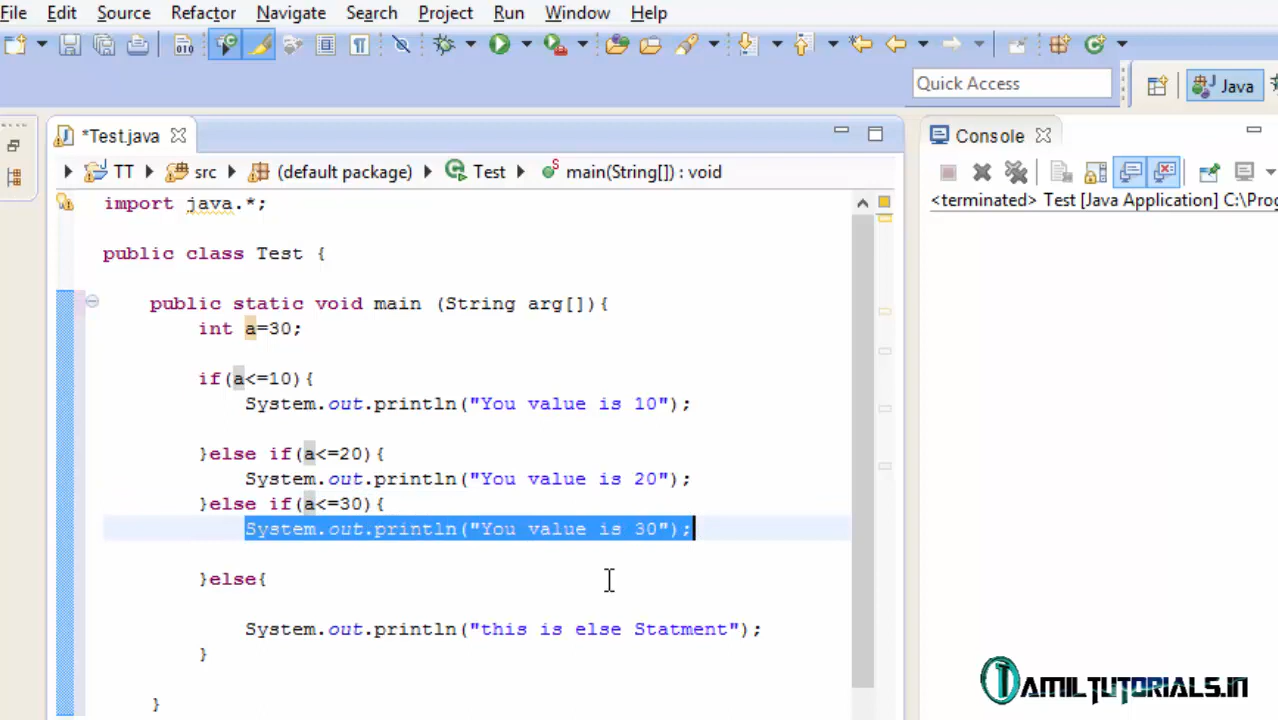 File Edit Source Refactor Navigate Search Project Run Window Help
Quick Access
Java
*Test.java
Console
TT src (default package) Test main(String[]) : void
<terminated> Test [Java Application] C:\Prog
import java.*;
public class Test {
public static void main (String arg[]){
int a=30;
if(a<=10){
System.out.println("You value is 10");
}else if(a<=20){
System.out.println("You value is 20");
}else if(a<=30){
System.out.println("You value is 30");
}else{
System.out.println("this is else Statment");
}
}
TAMILTUTORIALS.IN